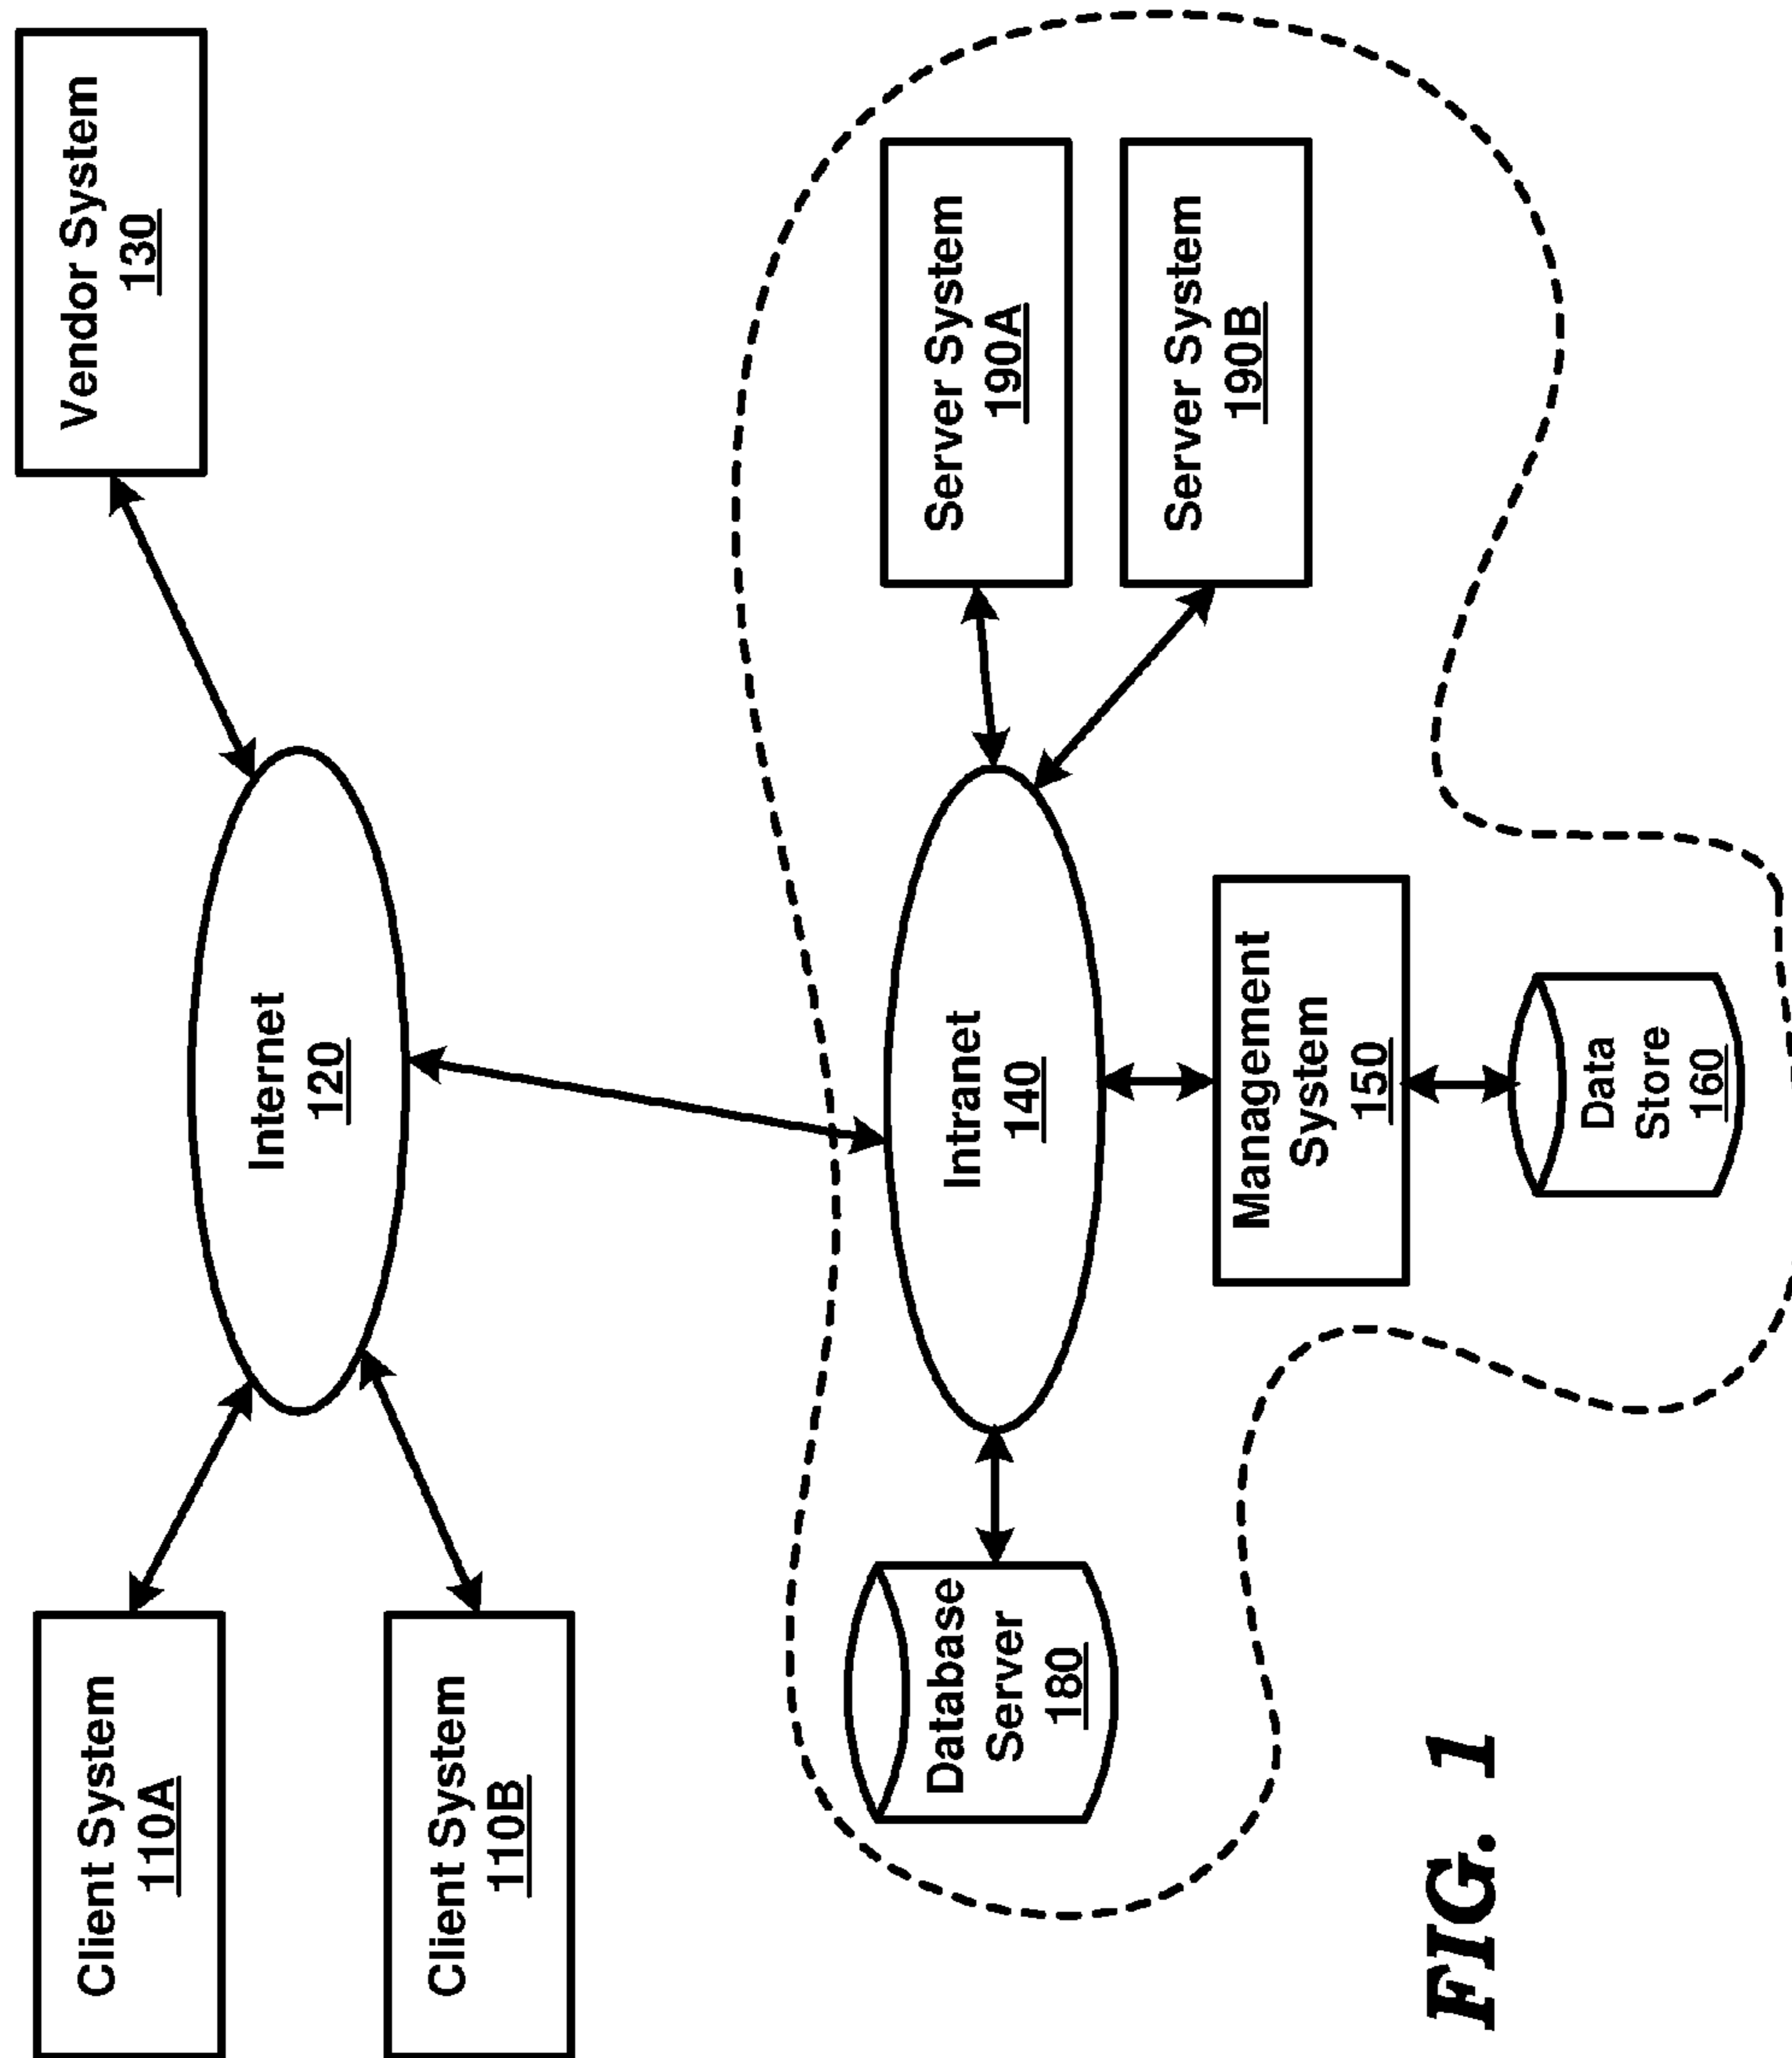 Client System
110A
Client System
110B
Internet
120
Vendor System
130
Database
Server
180
Intranet
140
Server System
190A
Server System
190B
Management
System
150
Data
Store
160
FIG. 1